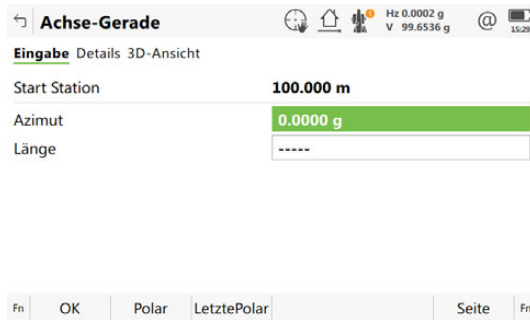 Achse-Gerade
Hz 0.0002 g
V 99.6536 g
@
15:29
Eingabe Details 3D-Ansicht
Start Station 100.000 m
Azimut 0.0000 g
Länge -----
Fn OK Polar LetztePolar Seite Fn